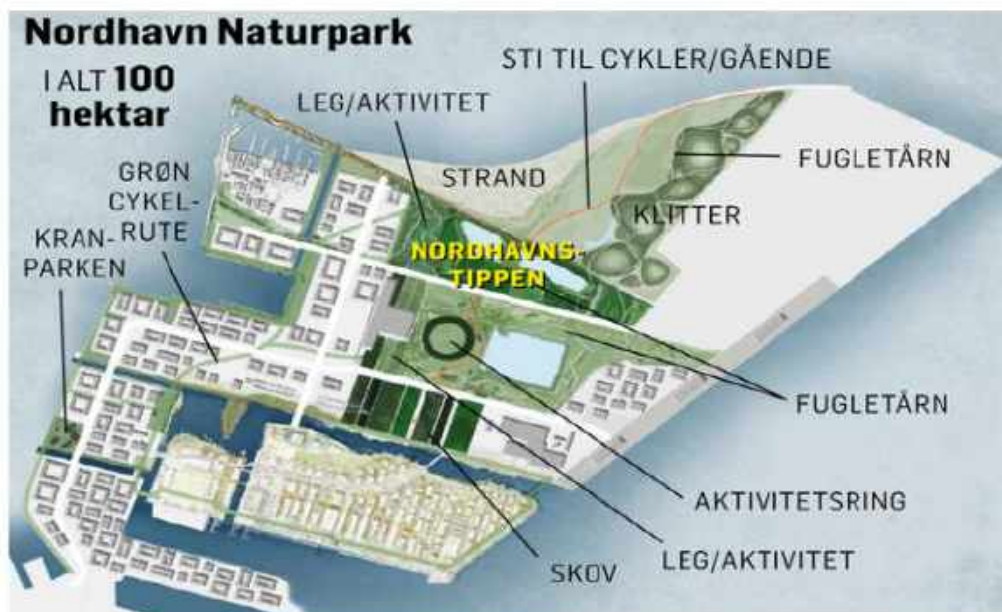 Nordhavn Naturpark
I ALT 100
hektar
LEG/AKTIVITET
STI TIL CYKLER/GÅENDE
GRØN
CYKEL-
RUTE
STRAND
FUGLETÅRN
KLITTER
KRAN-
PARKEN
NORDHAVNS-
TIPPEN
FUGLETÅRN
AKTIVITETSRING
LEG/AKTIVITET
SKOV